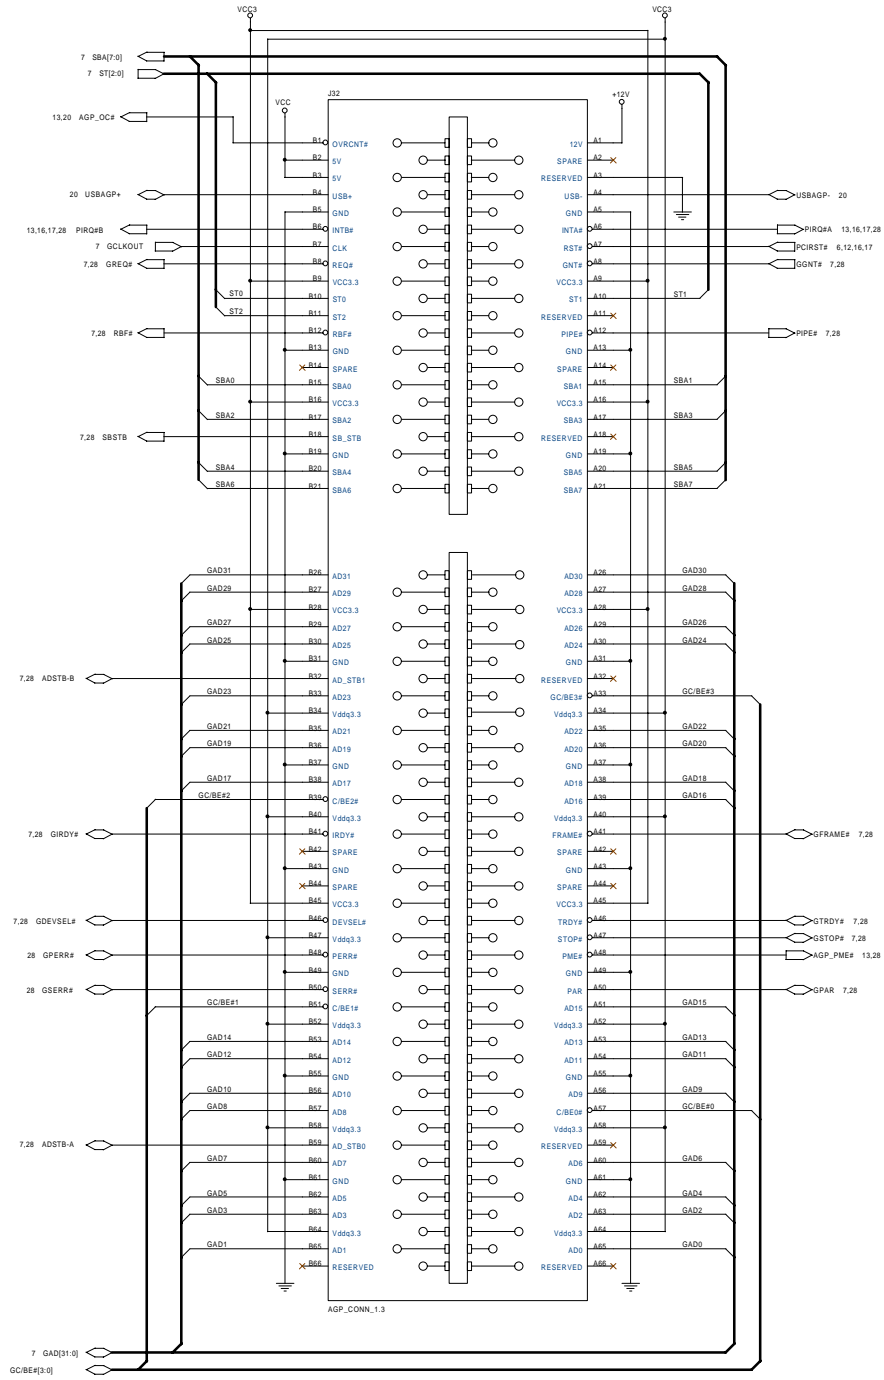 VCC3 VCC3
7 SBA[7:0]
7 ST[2:0]
J32
VCC +12V
13,20 AGP_OC# B1 OVRCNT# 12V A1
B2 5V SPARE A2
B3 5V RESERVED A3
20 USBAGP+ B4 USB+ USB- A4 USBAGP- 20
B5 GND GND A5
13,16,17,28 PIRQ#B B6 INTB# INTA# A6 PIRQ#A 13,16,17,28
7 GCLKOUT B7 CLK RST# A7 PCIRST# 6,12,16,17
7,28 GREQ# B8 REQ# GNT# A8 GGNT# 7,28
B9 VCC3.3 VCC3.3 A9
ST0 B10 ST0 ST1 A10 ST1
ST2 B11 ST2 RESERVED A11
7,28 RBF# B12 RBF# PIPE# A12 PIPE# 7,28
B13 GND GND A13
B14 SPARE SPARE A14
SBA0 B15 SBA0 SBA1 A15 SBA1
B16 VCC3.3 VCC3.3 A16
SBA2 B17 SBA2 SBA3 A17 SBA3
7,28 SBSTB B18 SB_STB RESERVED A18
B19 GND GND A19
SBA4 B20 SBA4 SBA5 A20 SBA5
SBA6 B21 SBA6 SBA7 A21 SBA7
GAD31 B26 AD31 AD30 A26 GAD30
GAD29 B27 AD29 AD28 A27 GAD28
B28 VCC3.3 VCC3.3 A28
GAD27 B29 AD27 AD26 A29 GAD26
GAD25 B30 AD25 AD24 A30 GAD24
B31 GND GND A31
7,28 ADSTB-B B32 AD_STB1 RESERVED A32
GAD23 B33 AD23 GC/BE3# A33 GC/BE#3
B34 Vddq3.3 Vddq3.3 A34
GAD21 B35 AD21 AD22 A35 GAD22
GAD19 B36 AD19 AD20 A36 GAD20
B37 GND GND A37
GAD17 B38 AD17 AD18 A38 GAD18
GC/BE#2 B39 C/BE2# AD16 A39 GAD16
B40 Vddq3.3 Vddq3.3 A40
7,28 GIRDY# B41 IRDY# FRAME# A41 GFRAME# 7,28
B42 SPARE SPARE A42
B43 GND GND A43
B44 SPARE SPARE A44
B45 VCC3.3 VCC3.3 A45
7,28 GDEVSEL# B46 DEVSEL# TRDY# A46 GTRDY# 7,28
B47 Vddq3.3 STOP# A47 GSTOP# 7,28
28 GPERR# B48 PERR# PME# A48 AGP_PME# 13,28
B49 GND GND A49
28 GSERR# B50 SERR# PAR A50 GPAR 7,28
GC/BE#1 B51 C/BE1# AD15 A51 GAD15
B52 Vddq3.3 Vddq3.3 A52
GAD14 B53 AD14 AD13 A53 GAD13
GAD12 B54 AD12 AD11 A54 GAD11
B55 GND GND A55
GAD10 B56 AD10 AD9 A56 GAD9
GAD8 B57 AD8 C/BE0# A57 GC/BE#0
B58 Vddq3.3 Vddq3.3 A58
7,28 ADSTB-A B59 AD_STB0 RESERVED A59
GAD7 B60 AD7 AD6 A60 GAD6
B61 GND GND A61
GAD5 B62 AD5 AD4 A62 GAD4
GAD3 B63 AD3 AD2 A63 GAD2
B64 Vddq3.3 Vddq3.3 A64
GAD1 B65 AD1 AD0 A65 GAD0
B66 RESERVED RESERVED A66
AGP_CONN_1.3
7 GAD[31:0]
GC/BE#[3:0]